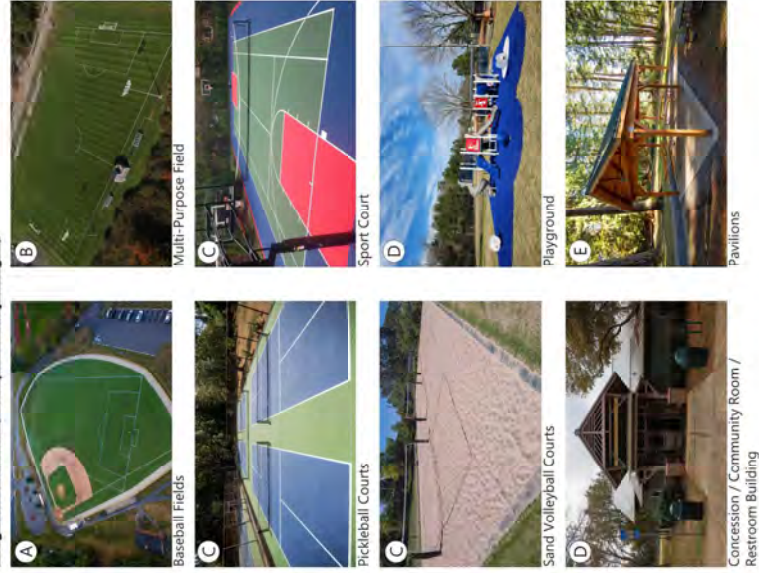 A
B
Baseball Fields
Multi-Purpose Field
C
C
Pickleball Courts
Sport Court
C
D
Sand Volleyball Courts
Playground
D
E
Concession / Community Room /
Restroom Building
Pavilions